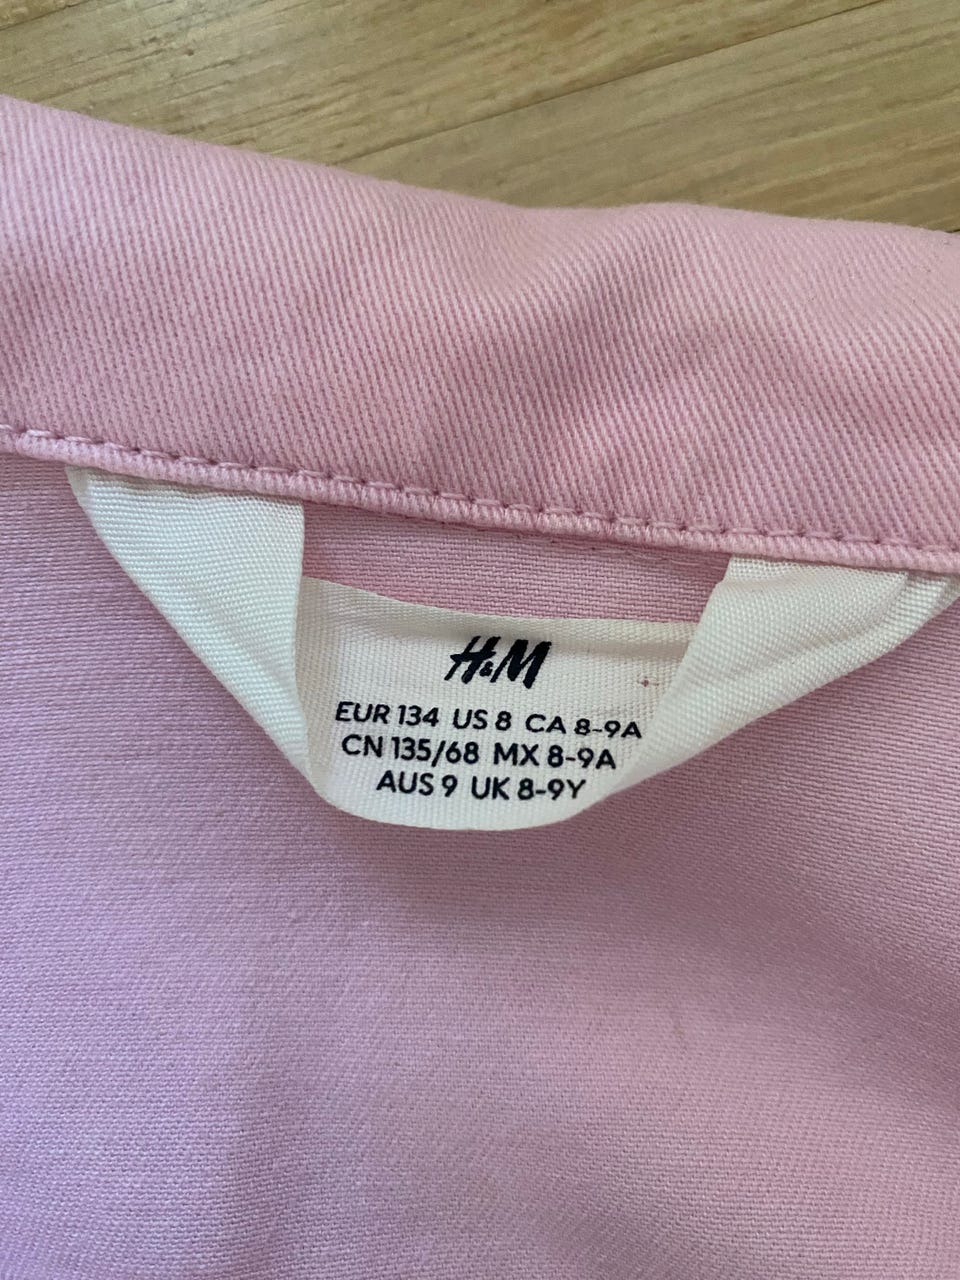 H&M
EUR 134 US 8 CA 8-9A
CN 135/68 MX 8-9A
AUS 9 UK 8-9Y